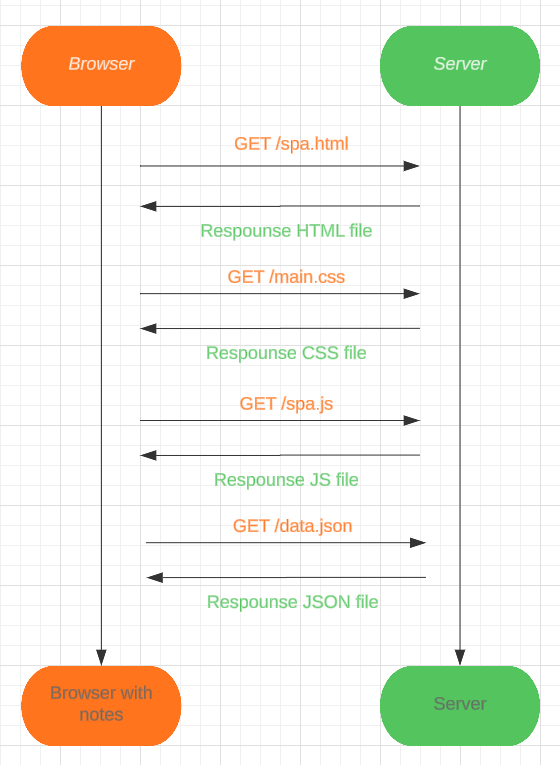 Browser
Server
GET /spa.html
Respounse HTML file
GET /main.css
Respounse CSS file
GET /spa.js
Respounse JS file
GET /data.json
Respounse JSON file
Browser with
notes
Server